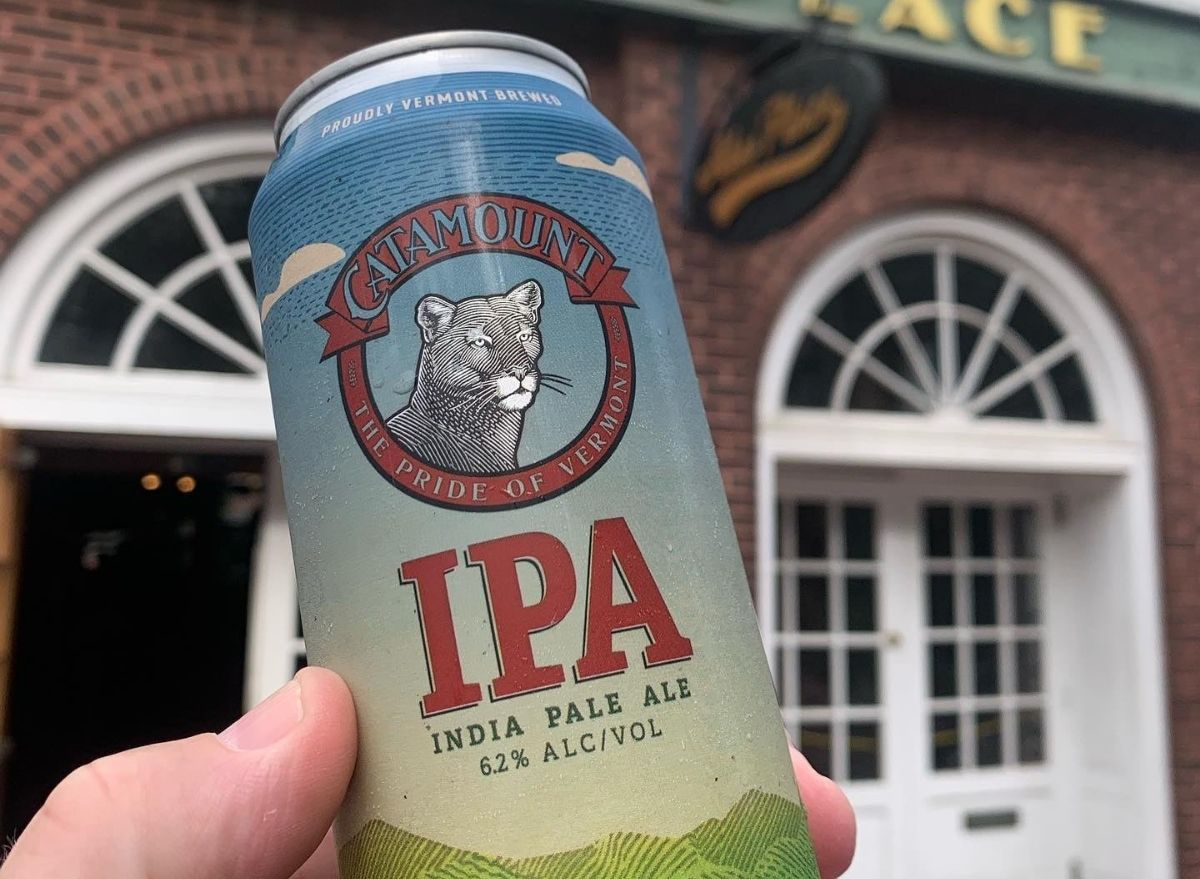 ACE
PROUDLY VERMONT BREWED
CATAMOUNT
THE PRIDE OF VERMONT
IPA
INDIA PALE ALE
6.2% ALC/VOL